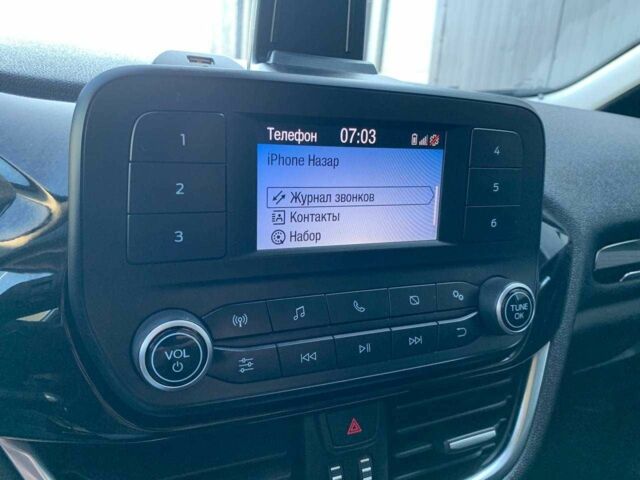 Телефон 07:03
iPhone Назар
Журнал звонков
Контакты
Набор
1
2
3
4
5
6
VOL
TUNE
OK